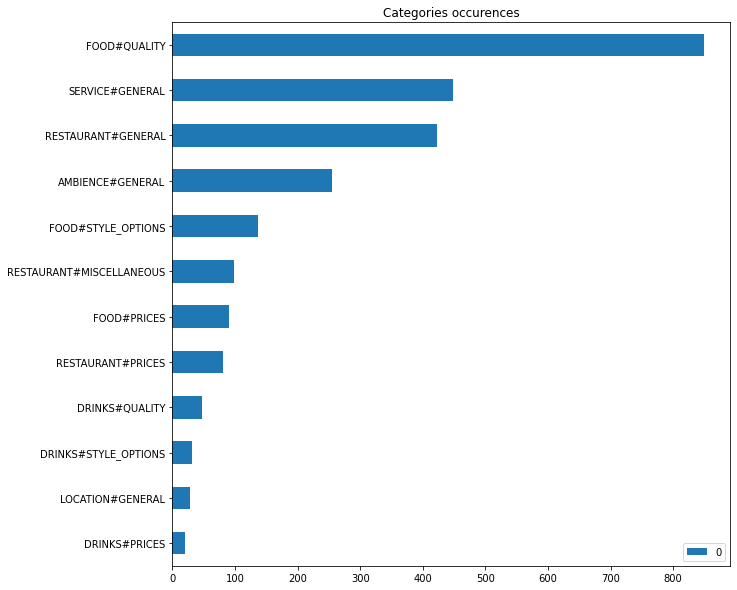 Categories occurences
FOOD#QUALITY
SERVICE#GENERAL
RESTAURANT#GENERAL
AMBIENCE#GENERAL
FOOD#STYLE_OPTIONS
RESTAURANT#MISCELLANEOUS
FOOD#PRICES
RESTAURANT#PRICES
DRINKS#QUALITY
DRINKS#STYLE_OPTIONS
LOCATION#GENERAL
DRINKS#PRICES
0
0 100 200 300 400 500 600 700 800